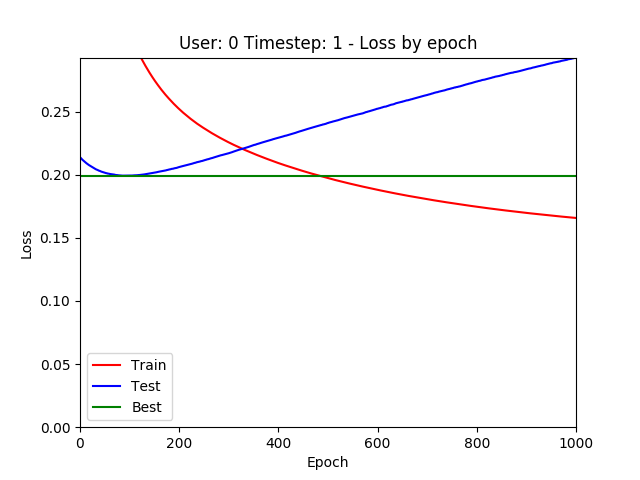 User: 0 Timestep: 1 - Loss by epoch
Loss
0.25
0.20
0.15
0.10
0.05
0.00
Train
Test
Best
0 200 400 600 800 1000
Epoch